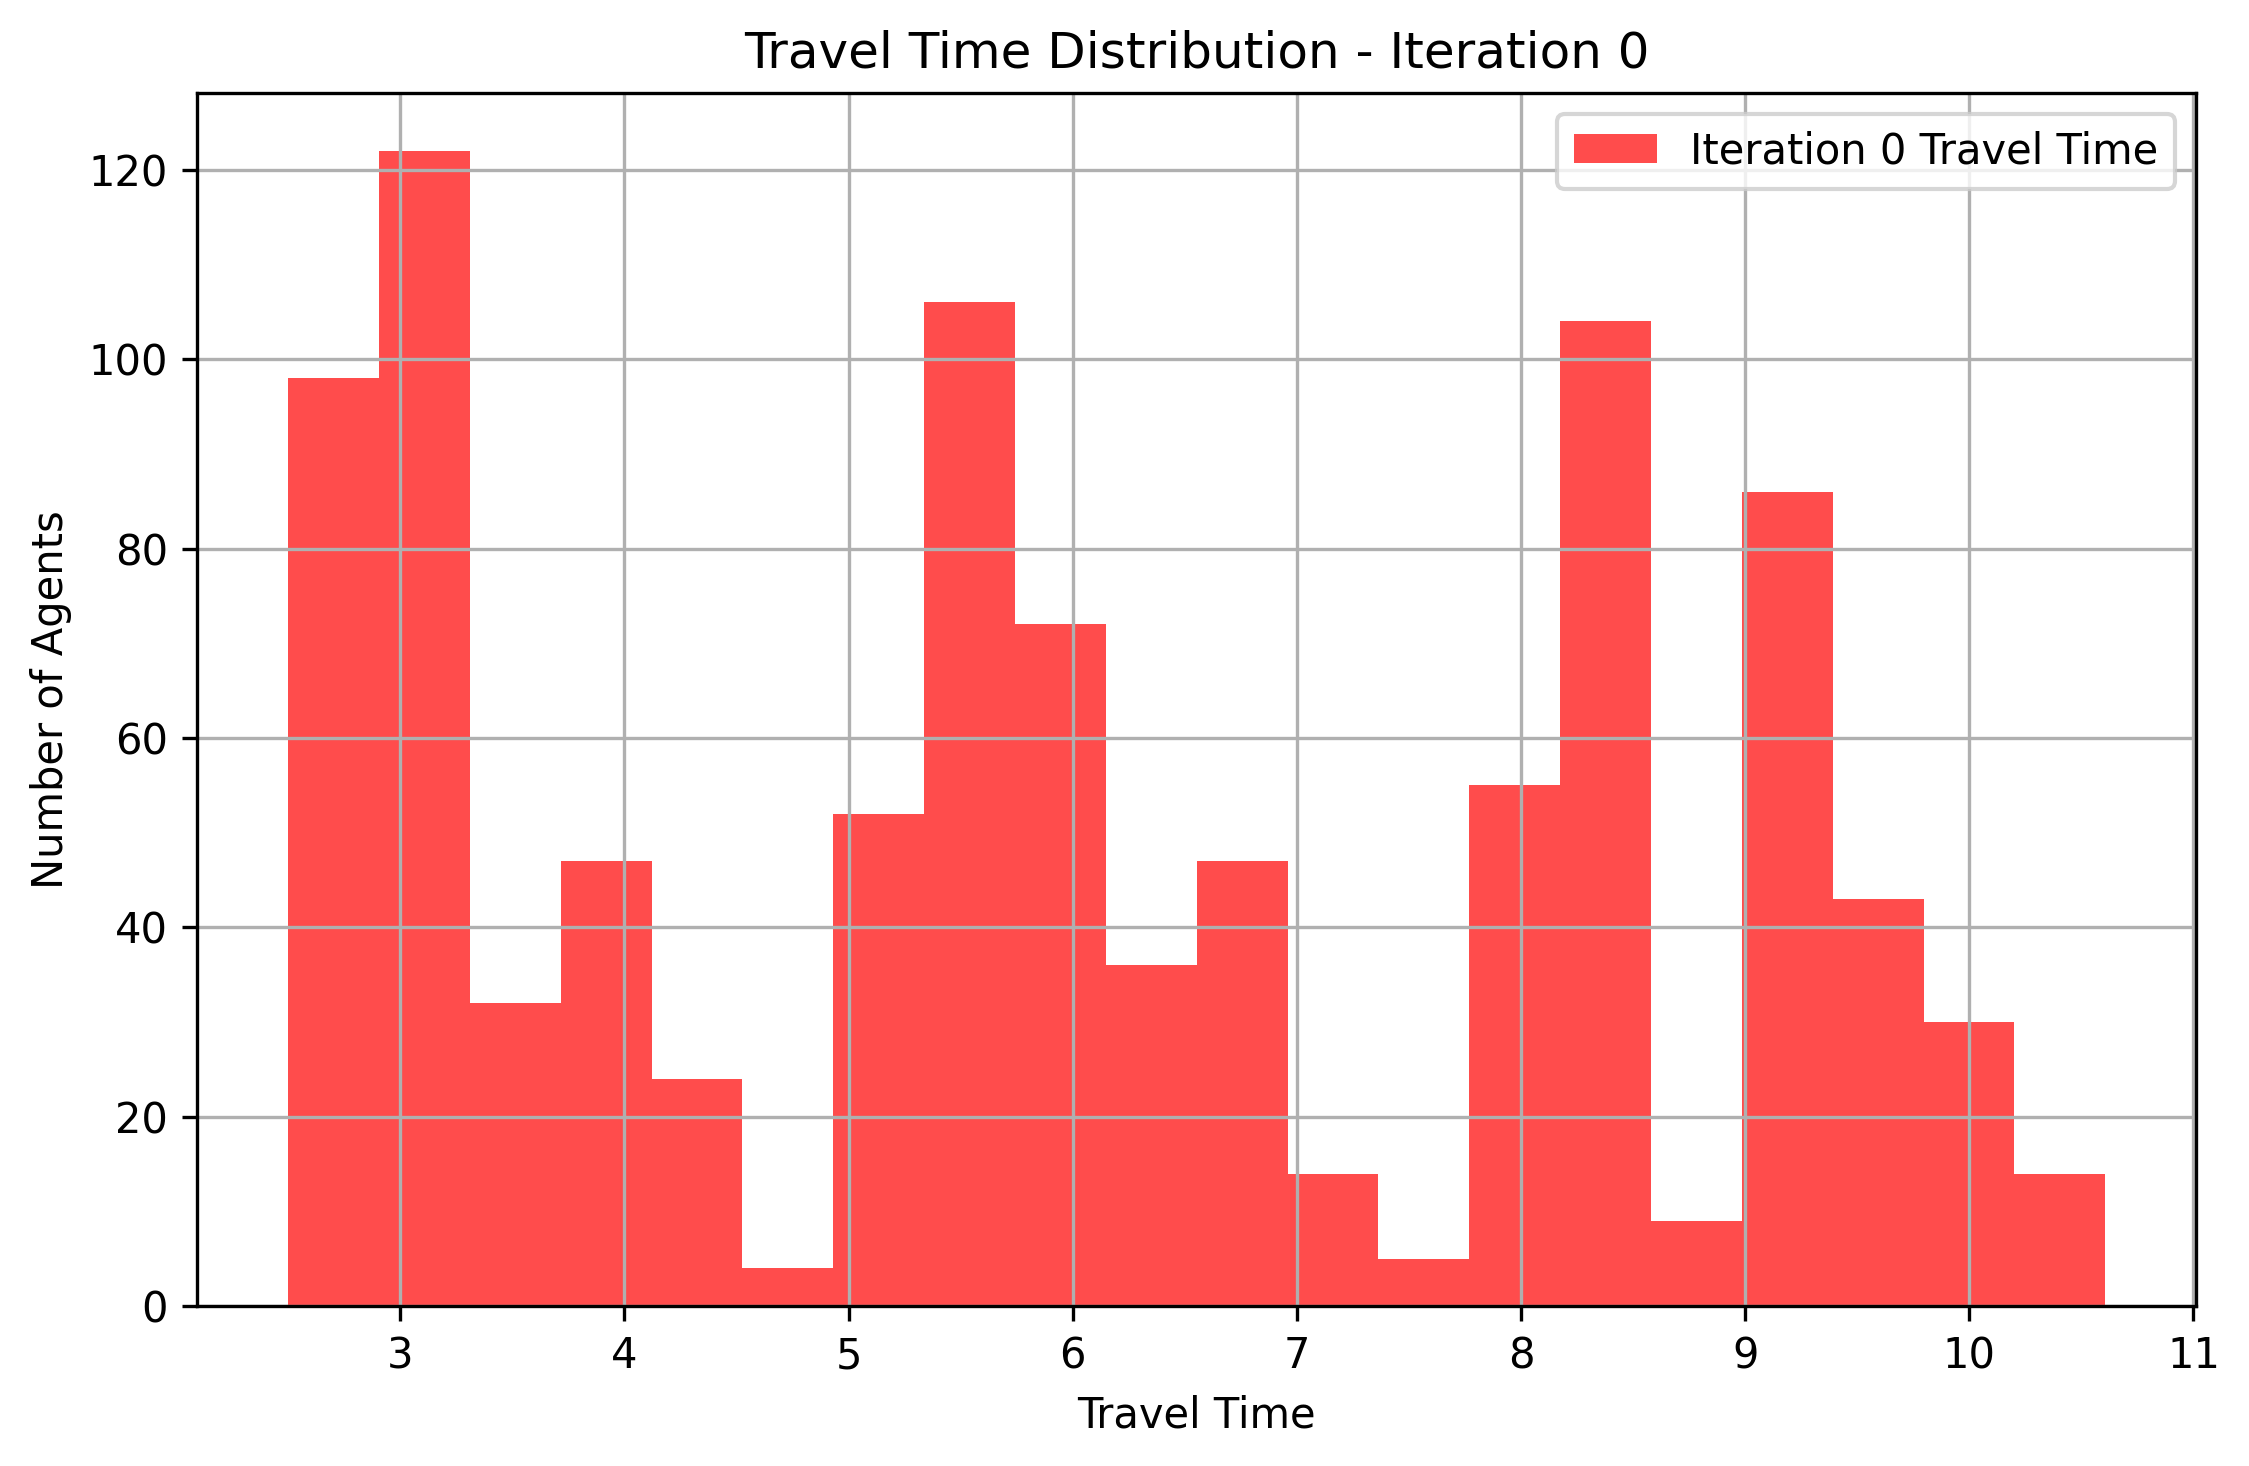 Travel Time Distribution - Iteration 0
Iteration 0 Travel Time
Number of Agents
120
100
80
60
40
20
0
3 4 5 6 7 8 9 10 11
Travel Time